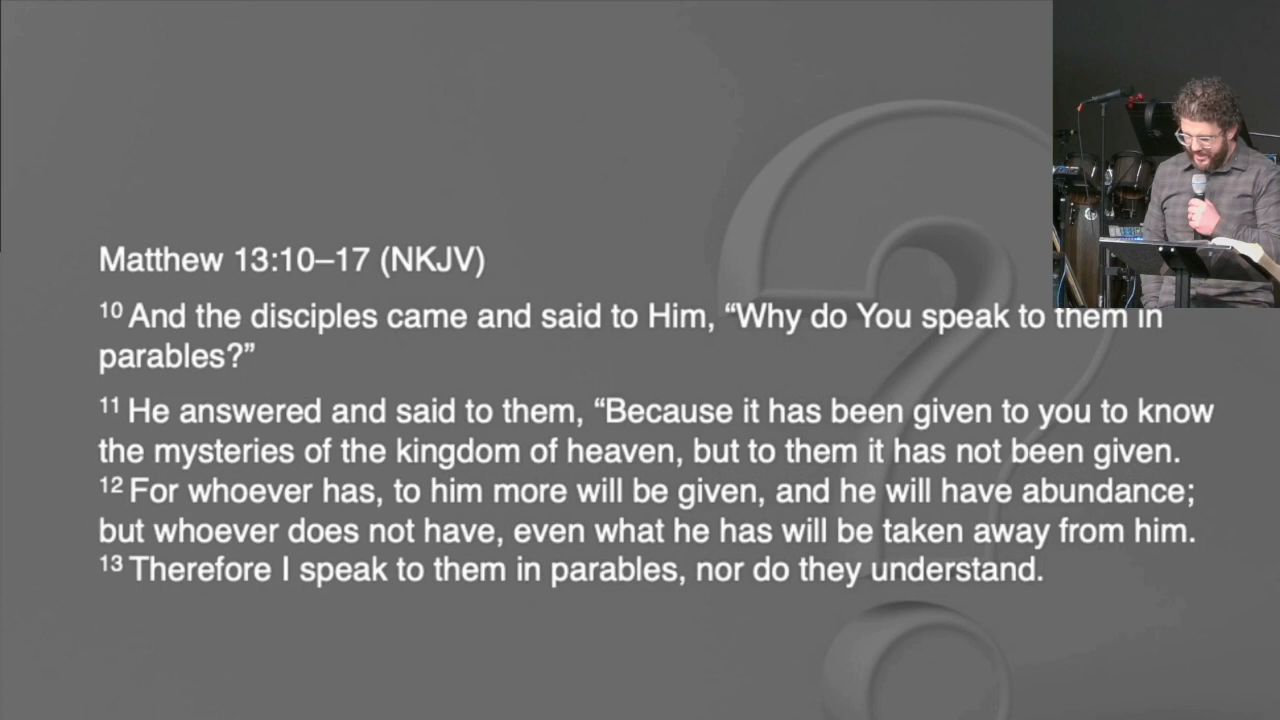 Matthew 13:10–17 (NKJV)
10 And the disciples came and said to Him, “Why do You speak to them in
parables?”
11 He answered and said to them, “Because it has been given to you to know
the mysteries of the kingdom of heaven, but to them it has not been given.
12 For whoever has, to him more will be given, and he will have abundance;
but whoever does not have, even what he has will be taken away from him.
13 Therefore I speak to them in parables, nor do they understand.